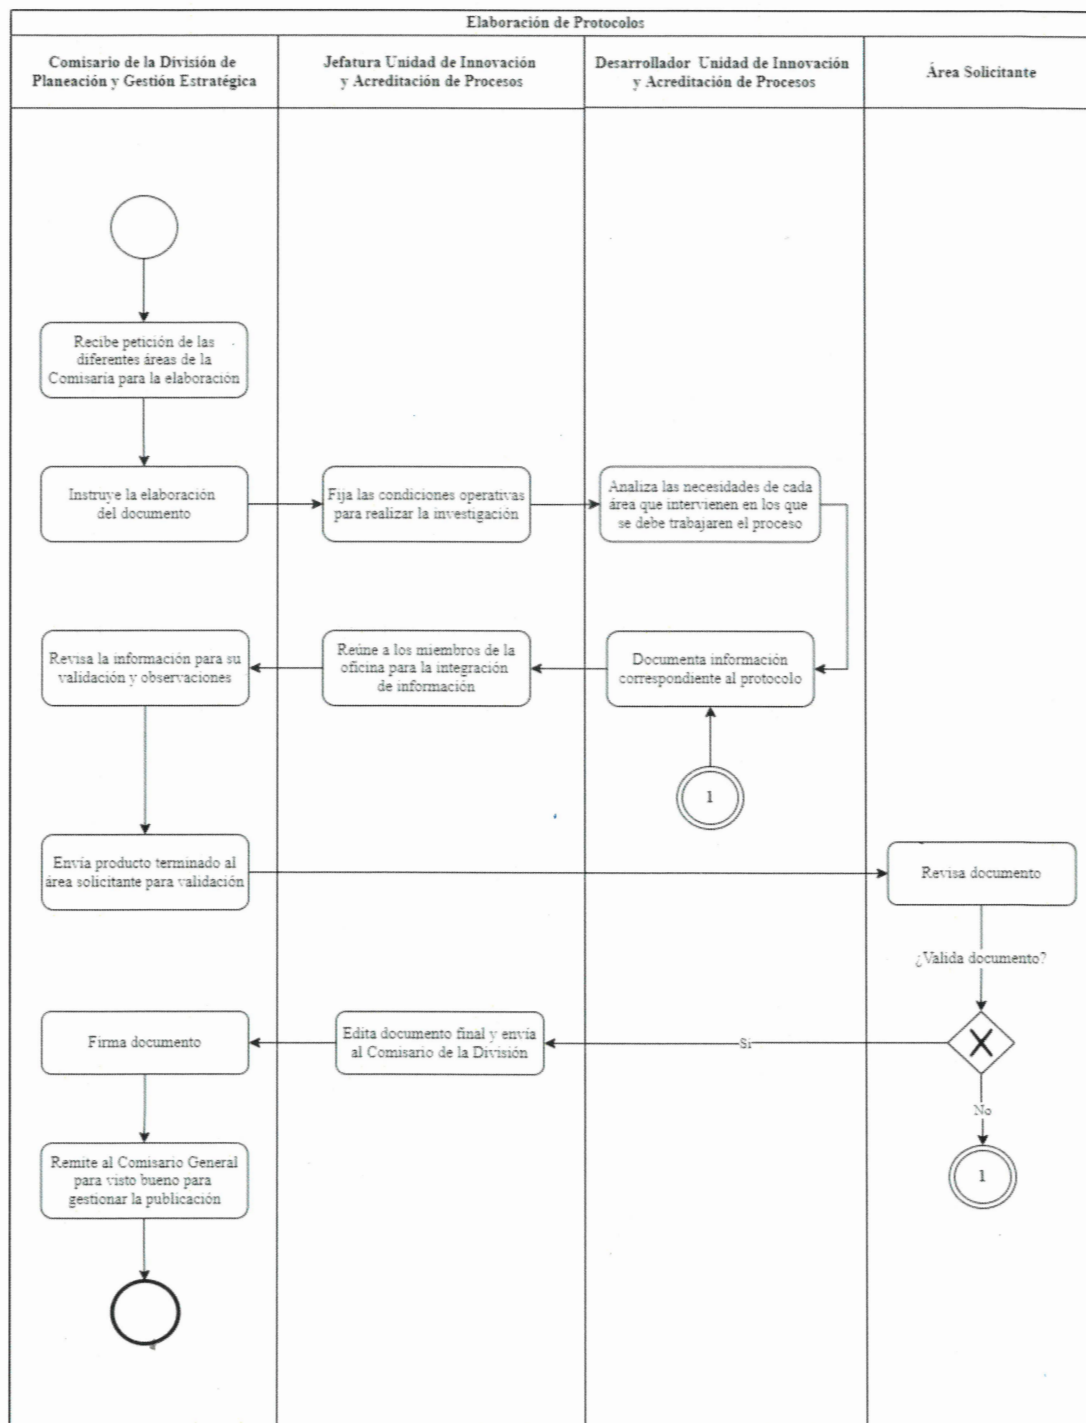 Elaboración de Protocolos
Comisario de la División de
Planeación y Gestión Estratégica
Jefatura Unidad de Innovación
y Acreditación de Procesos
Desarrollador Unidad de Innovación
y Acreditación de Procesos
Área Solicitante
Recibe petición de las
diferentes áreas de la
Comisaría para la elaboración
Instruye la elaboración
del documento
Fija las condiciones operativas
para realizar la investigación
Analiza las necesidades de cada
área que intervienen en los que
se debe trabajaren el proceso
Revisa la información para su
validación y observaciones
Reúne a los miembros de la
oficina para la integración
de información
Documenta información
correspondiente al protocolo
1
Envía producto terminado al
área solicitante para validación
Revisa documento
¿Valida documento?
Firma documento
Edita documento final y envía
al Comisario de la División
Si
No
Remite al Comisario General
para visto bueno para
gestionar la publicación
1